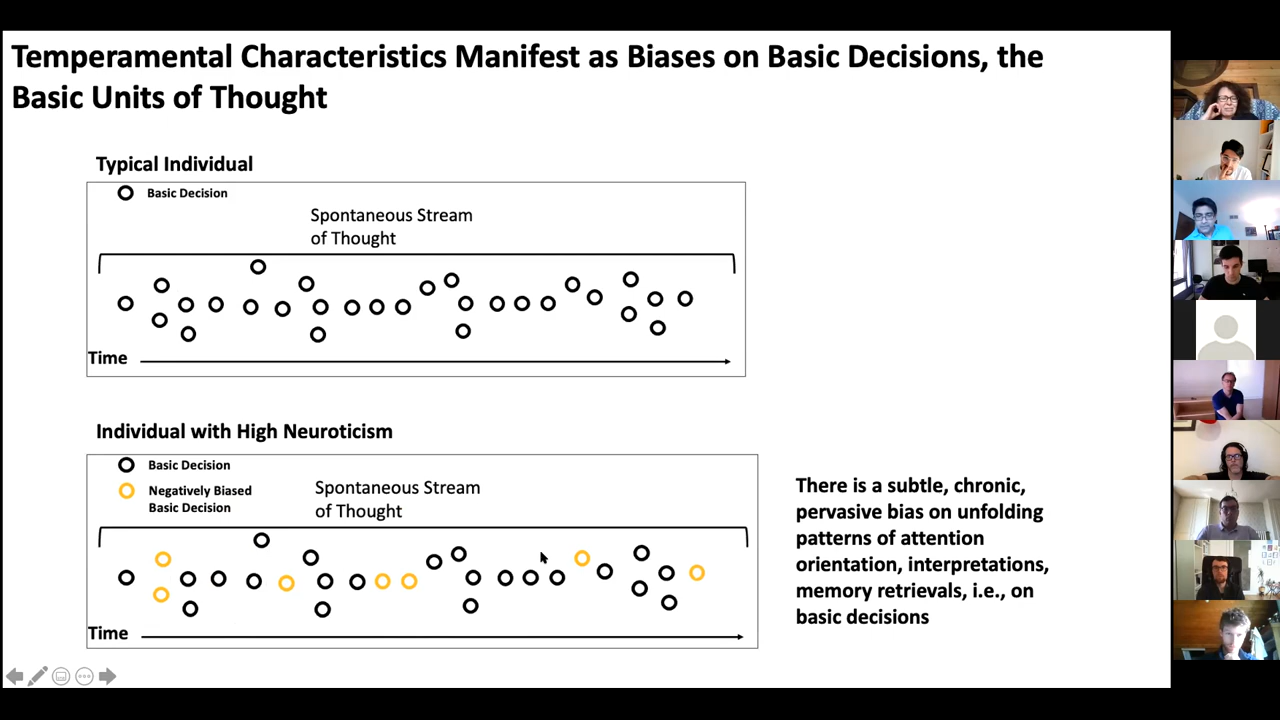 Temperamental Characteristics Manifest as Biases on Basic Decisions, the
Basic Units of Thought
Typical Individual
Basic Decision
Spontaneous Stream
of Thought
Time
Individual with High Neuroticism
Basic Decision
Negatively Biased
Basic Decision
Spontaneous Stream
of Thought
Time
There is a subtle, chronic,
pervasive bias on unfolding
patterns of attention
orientation, interpretations,
memory retrievals, i.e., on
basic decisions